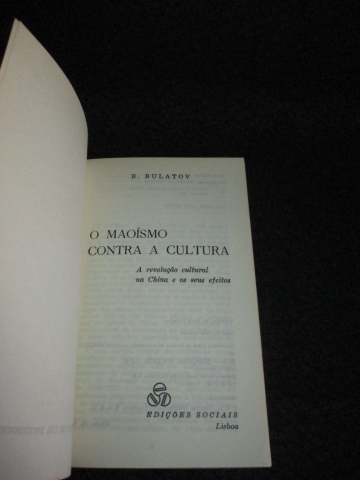 B. BULATOV
O MAOÍSMO
CONTRA A CULTURA
A revolução cultural
na China e os seus efeitos
EDIÇÕES SOCIAIS
Lisboa